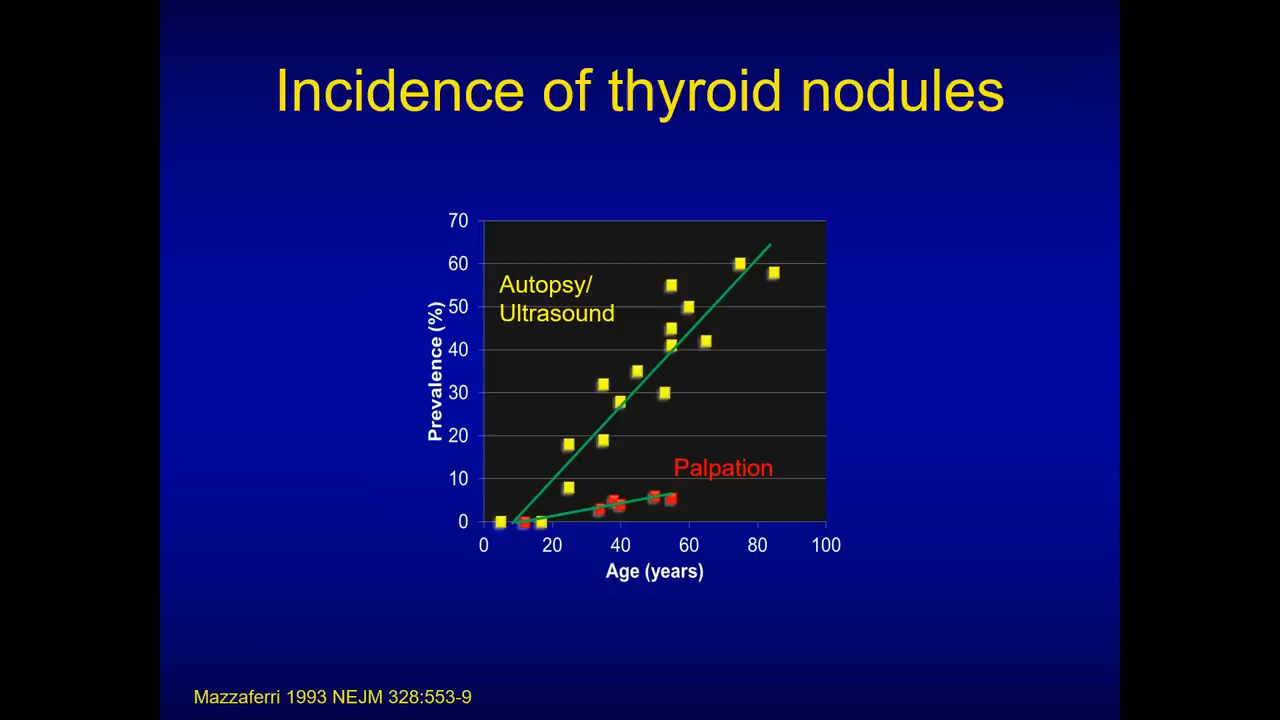 Incidence of thyroid nodules
70
60
50
40
30
20
10
0
Prevalence (%)
Autopsy/
Ultrasound
Palpation
0 20 40 60 80 100
Age (years)
Mazzaferri 1993 NEJM 328:553-9